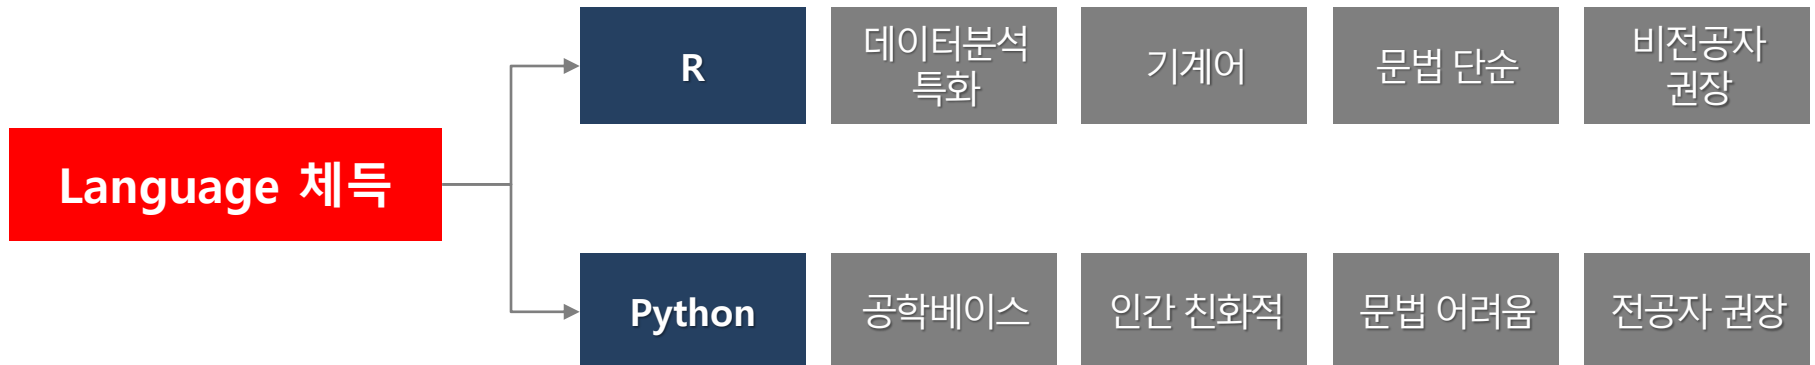 R
데이터분석
특화
기계어
문법 단순
비전공자
권장
Language 체득
Python
공학베이스
인간 친화적
문법 어려움
전공자 권장